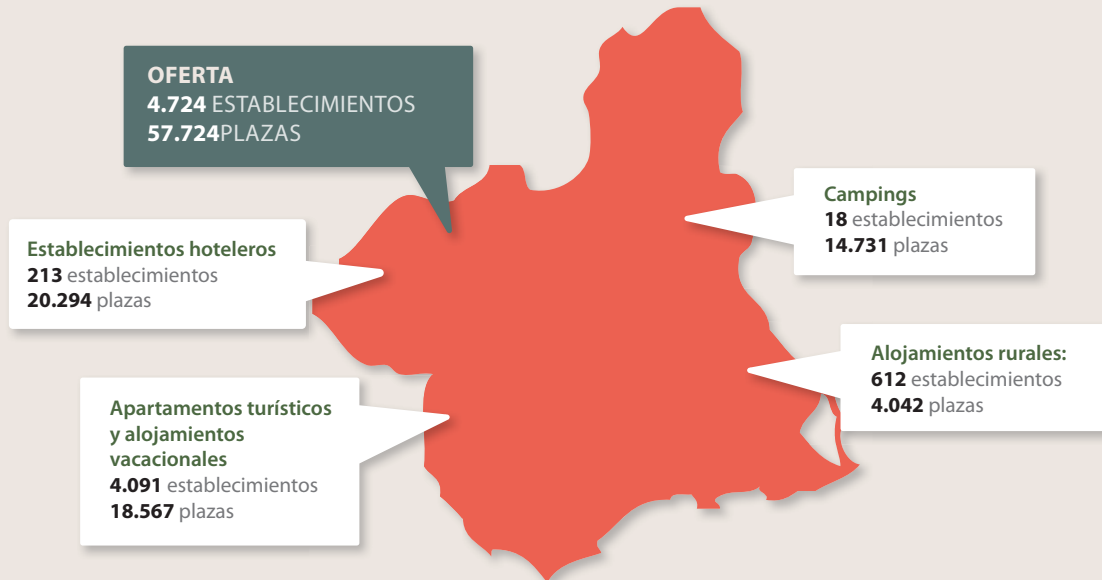 OFERTA
4.724 ESTABLECIMIENTOS
57.724PLAZAS
Establecimientos hoteleros
213 establecimientos
20.294 plazas
Campings
18 establecimientos
14.731 plazas
Alojamientos rurales:
612 establecimientos
4.042 plazas
Apartamentos turísticos
y alojamientos
vacacionales
4.091 establecimientos
18.567 plazas